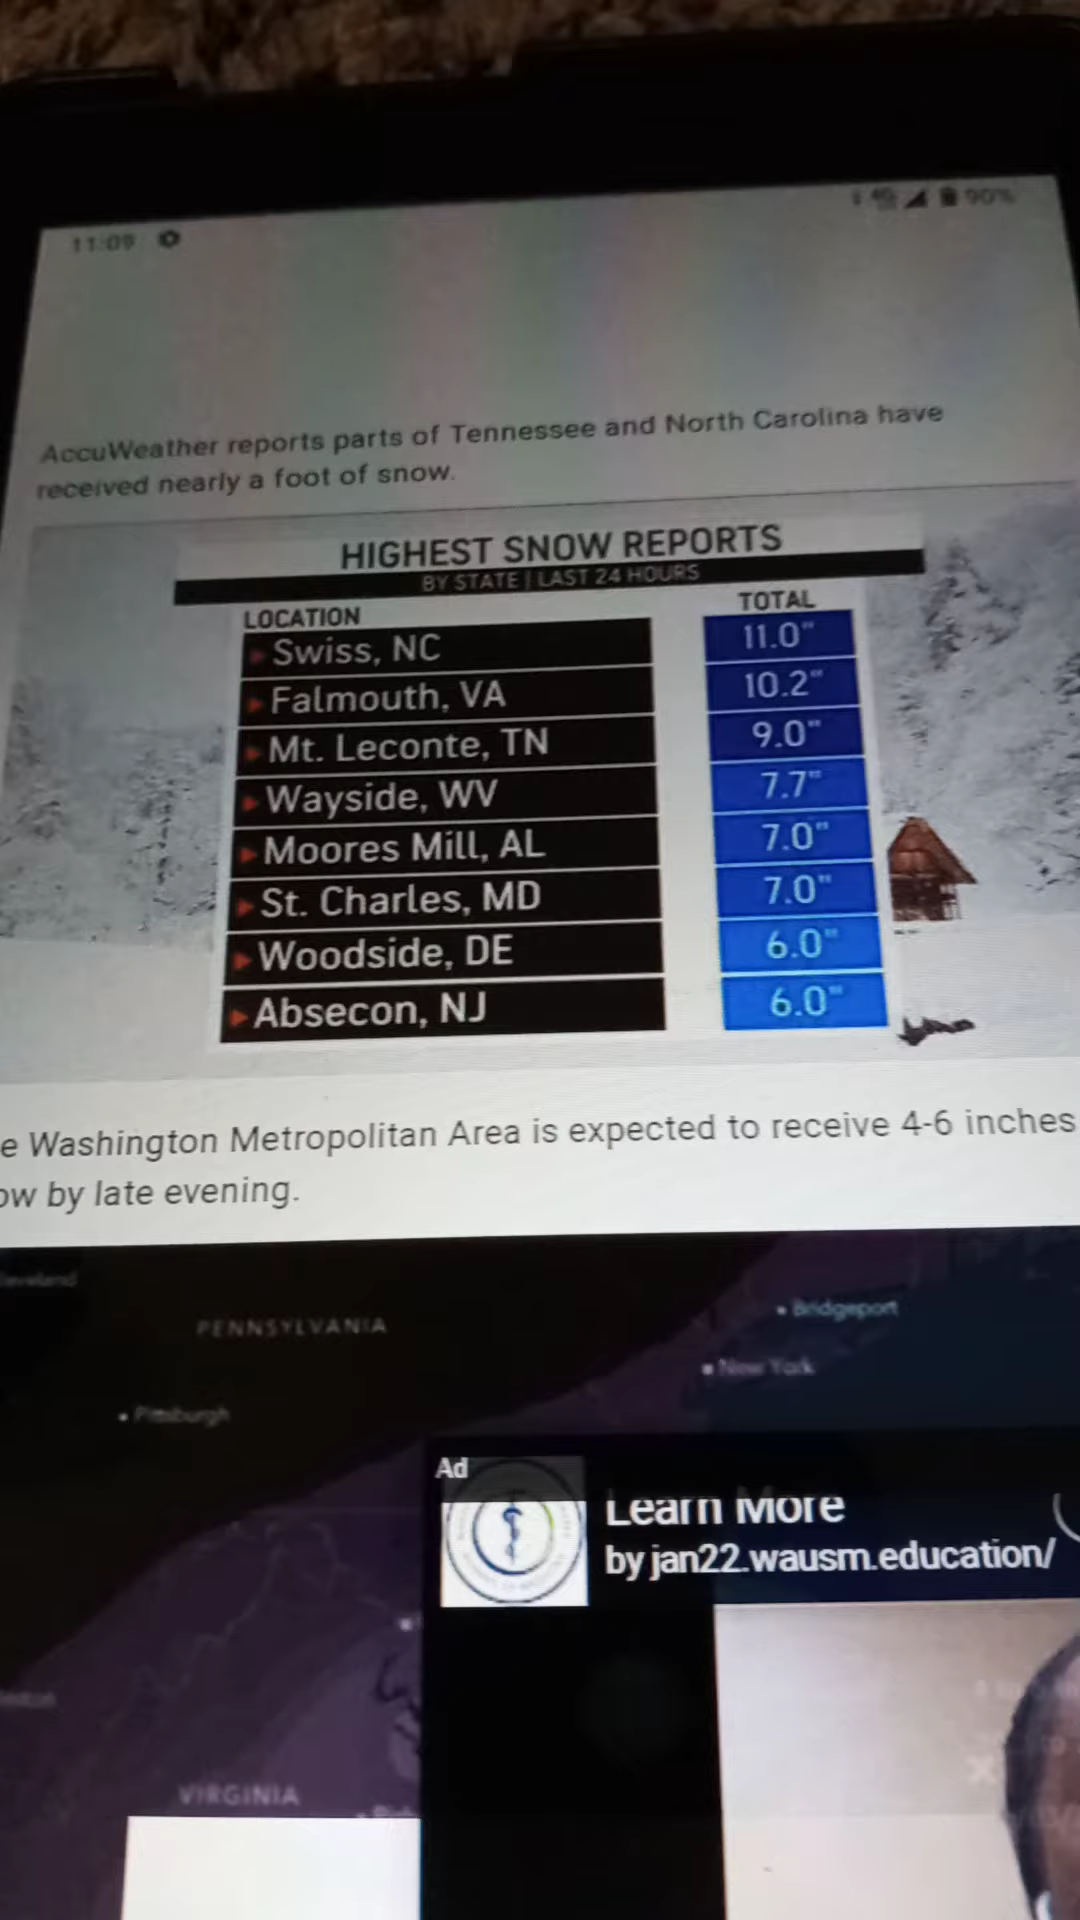 11:09
90%
AccuWeather reports parts of Tennessee and North Carolina have
received nearly a foot of snow.
HIGHEST SNOW REPORTS
BY STATE | LAST 24 HOURS
LOCATION TOTAL
Swiss, NC 11.0"
Falmouth, VA 10.2"
Mt. Leconte, TN 9.0"
Wayside, WV 7.7"
Moores Mill, AL 7.0"
St. Charles, MD 7.0"
Woodside, DE 6.0"
Absecon, NJ 6.0"
e Washington Metropolitan Area is expected to receive 4-6 inches
ow by late evening.
eveland
PENNSYLVANIA
Bridgeport
New York
Pittsburgh
Ad
Learn More
by jan22.wausm.education/
VIRGINIA